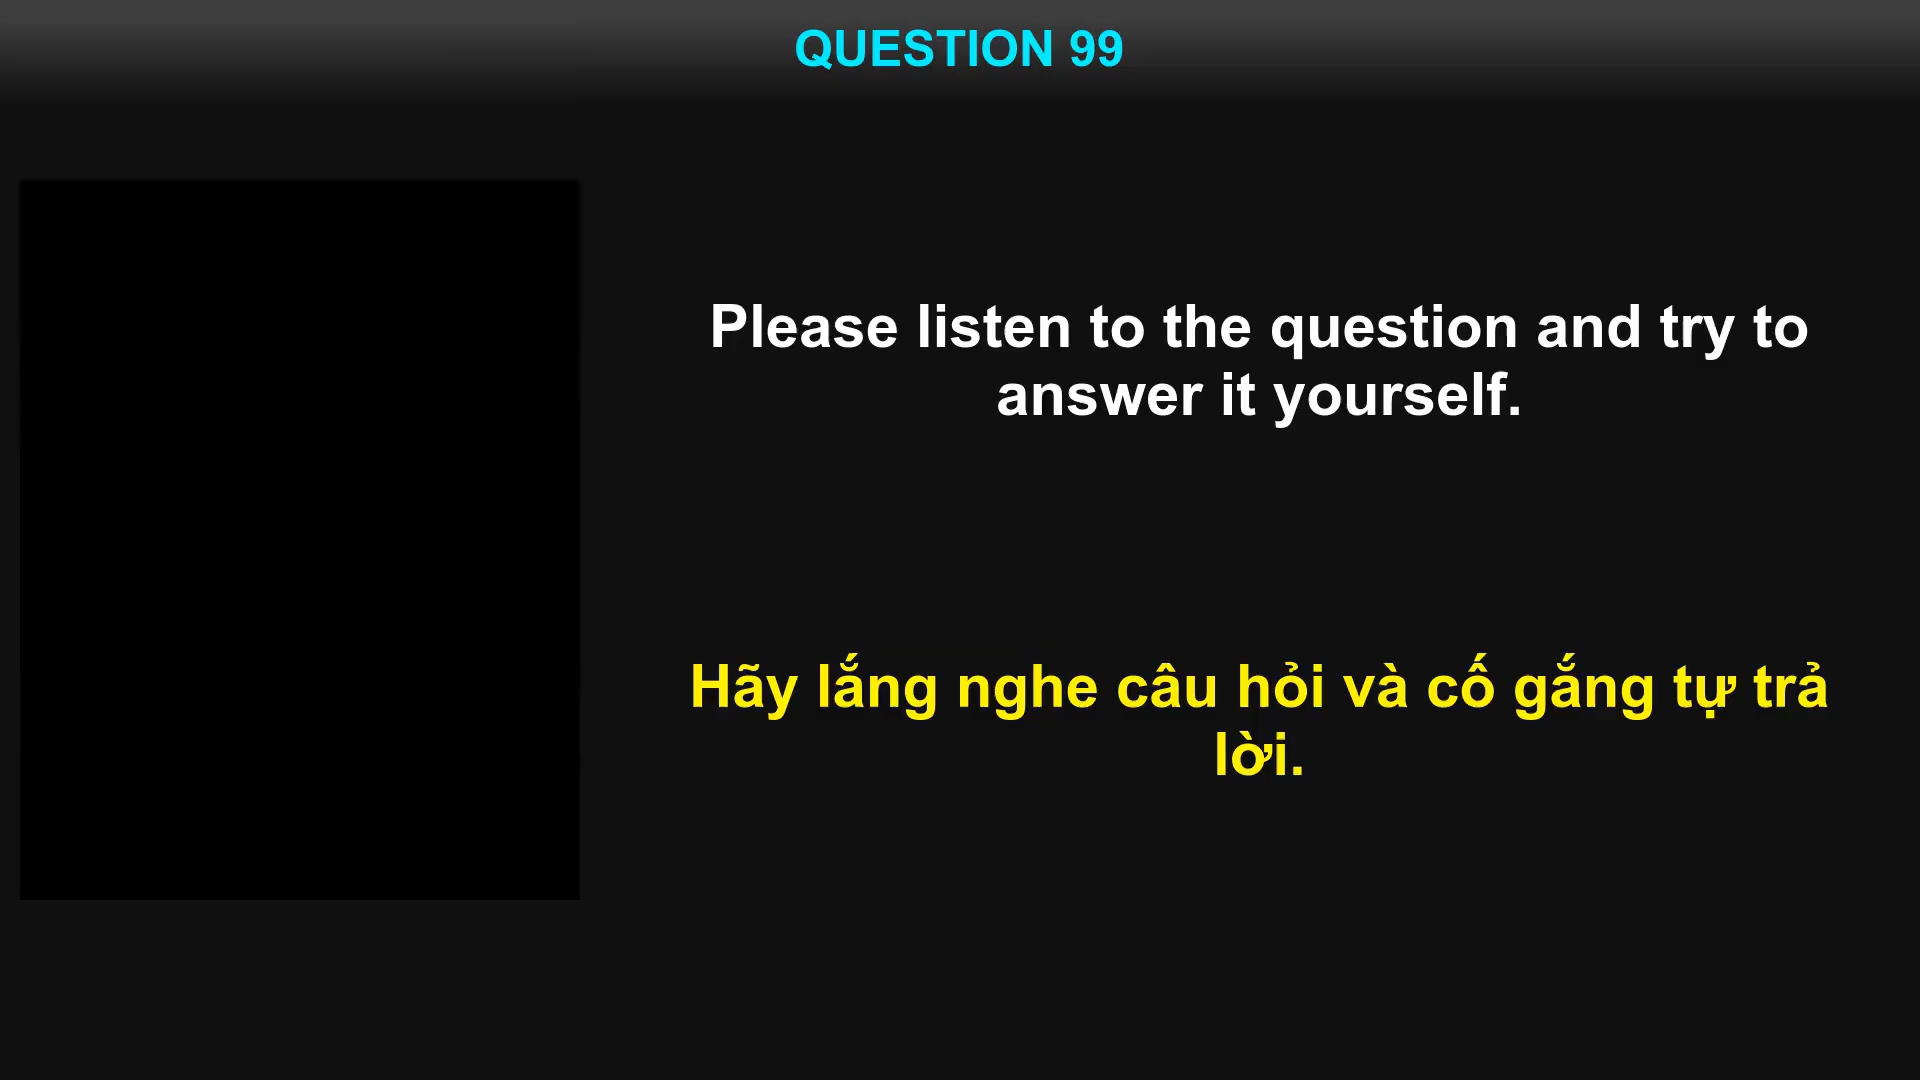 QUESTION 99
Please listen to the question and try to
answer it yourself.
Hãy lắng nghe câu hỏi và cố gắng tự trả
lời.